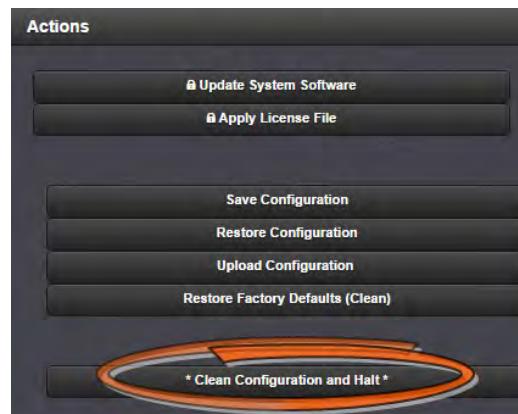 Actions
Update System Software
Apply License File
Save Configuration
Restore Configuration
Upload Configuration
Restore Factory Defaults (Clean)
* Clean Configuration and Halt *